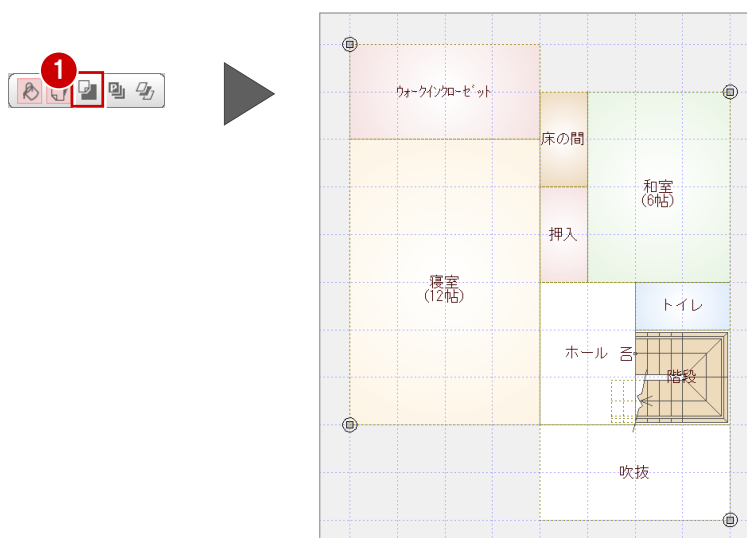 1
ウォークインクローゼット
床の間
和室
(6帖)
押入
寝室
(12帖)
トイレ
ホール
DN
階段
吹抜